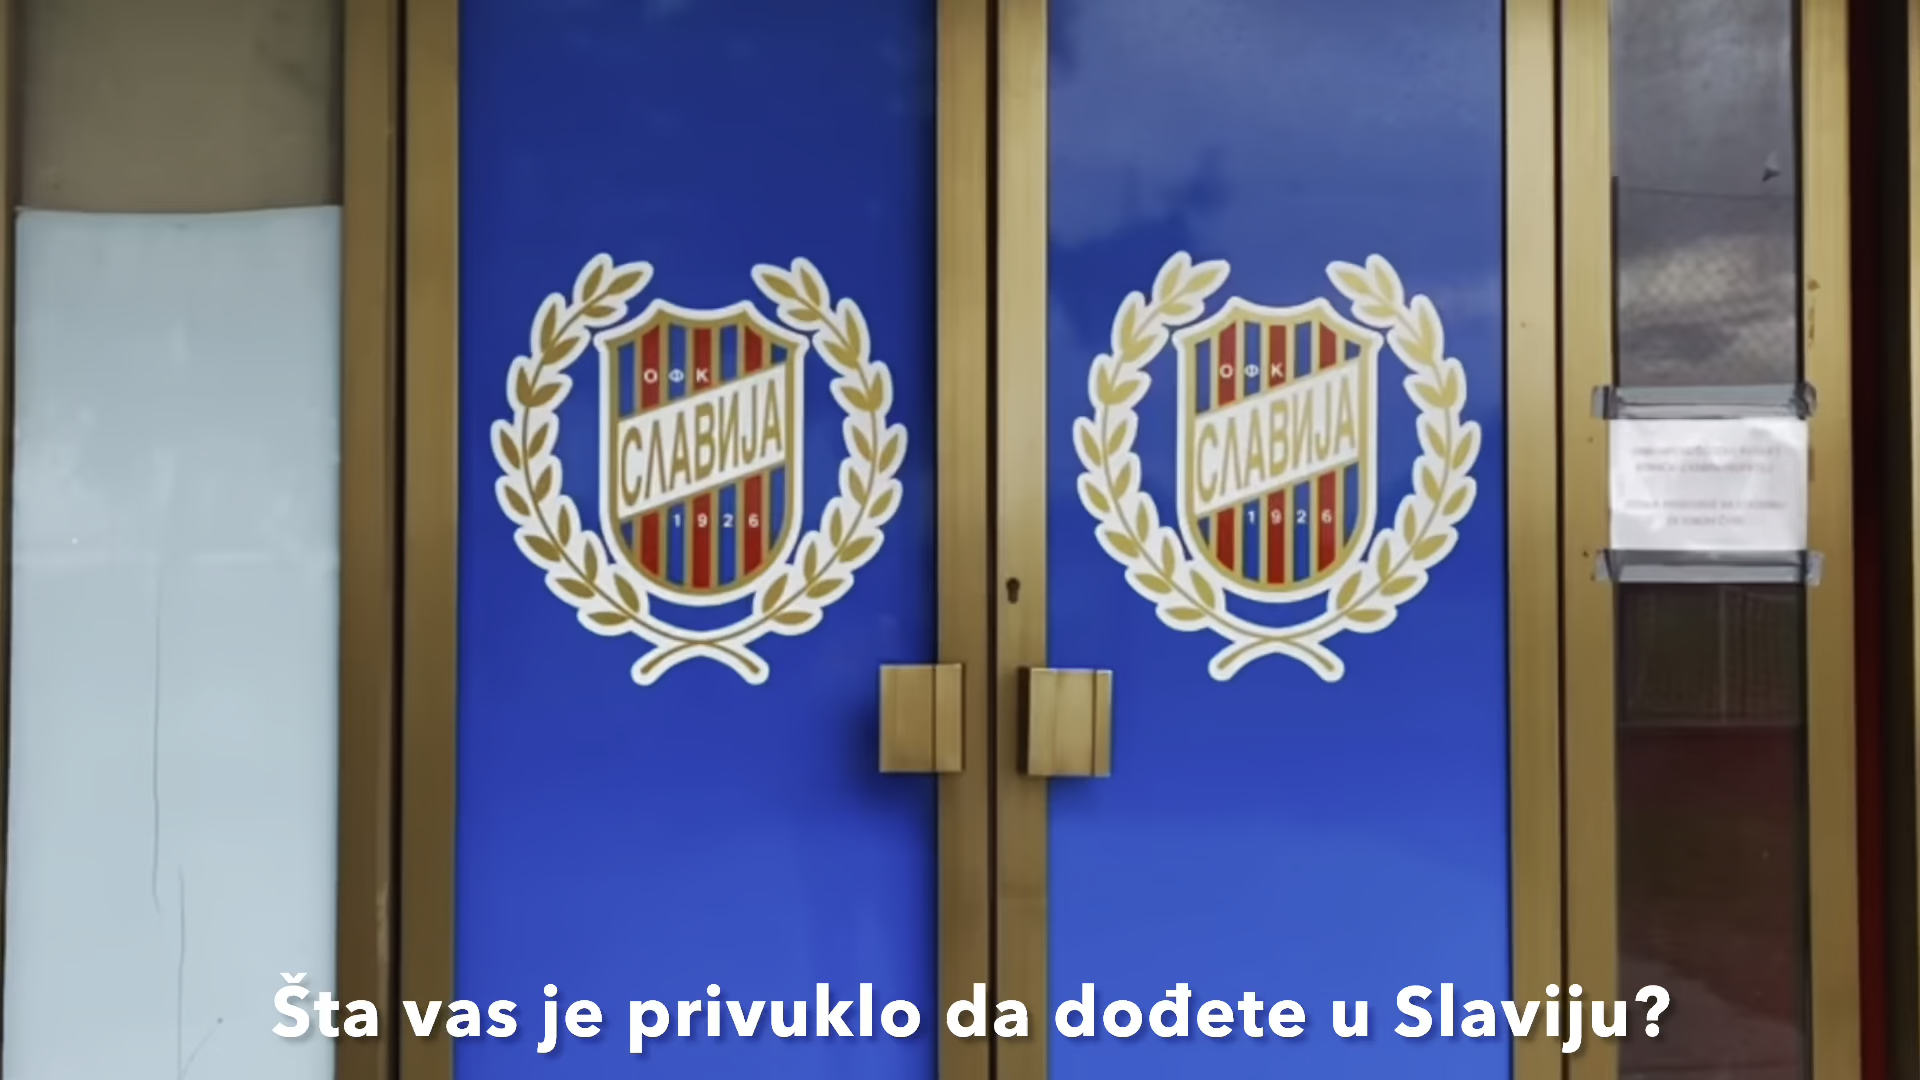 ОФК
СЛАВИЈА
1926
ОФК
СЛАВИЈА
1926
Šta vas je privuklo da dođete u Slaviju?